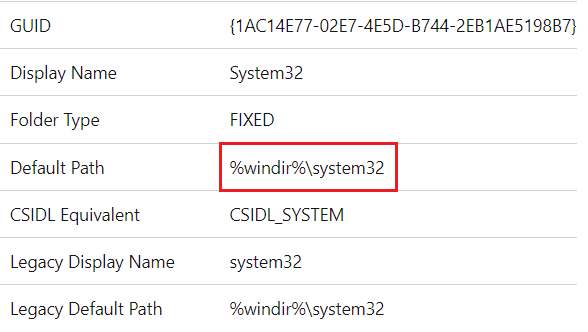 GUID {1AC14E77-02E7-4E5D-B744-2EB1AE5198B7}
Display Name System32
Folder Type FIXED
Default Path %windir%\system32
CSIDL Equivalent CSIDL_SYSTEM
Legacy Display Name system32
Legacy Default Path %windir%\system32